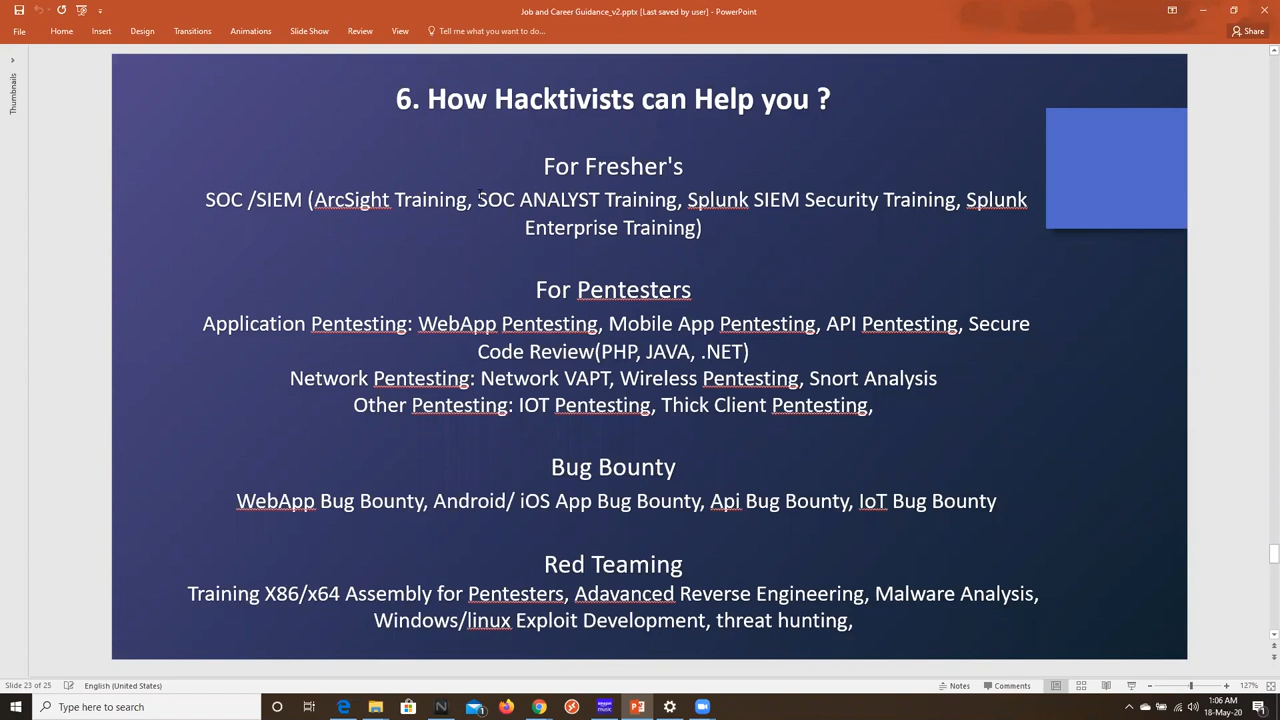 Job and Career Guidance_v2.pptx [Last saved by user] - PowerPoint
File Home Insert Design Transitions Animations Slide Show Review View Tell me what you want to do... Share
Thumbnails
6. How Hacktivists can Help you ?
For Fresher's
SOC /SIEM (ArcSight Training, SOC ANALYST Training, Splunk SIEM Security Training, Splunk
Enterprise Training)
For Pentesters
Application Pentesting: WebApp Pentesting, Mobile App Pentesting, API Pentesting, Secure
Code Review(PHP, JAVA, .NET)
Network Pentesting: Network VAPT, Wireless Pentesting, Snort Analysis
Other Pentesting: IOT Pentesting, Thick Client Pentesting,
Bug Bounty
WebApp Bug Bounty, Android/ iOS App Bug Bounty, Api Bug Bounty, IoT Bug Bounty
Red Teaming
Training X86/x64 Assembly for Pentesters, Adavanced Reverse Engineering, Malware Analysis,
Windows/linux Exploit Development, threat hunting,
Slide 23 of 25 English (United States) Notes Comments 127%
Type here to search
amazon music
1:06 AM
18-May-20